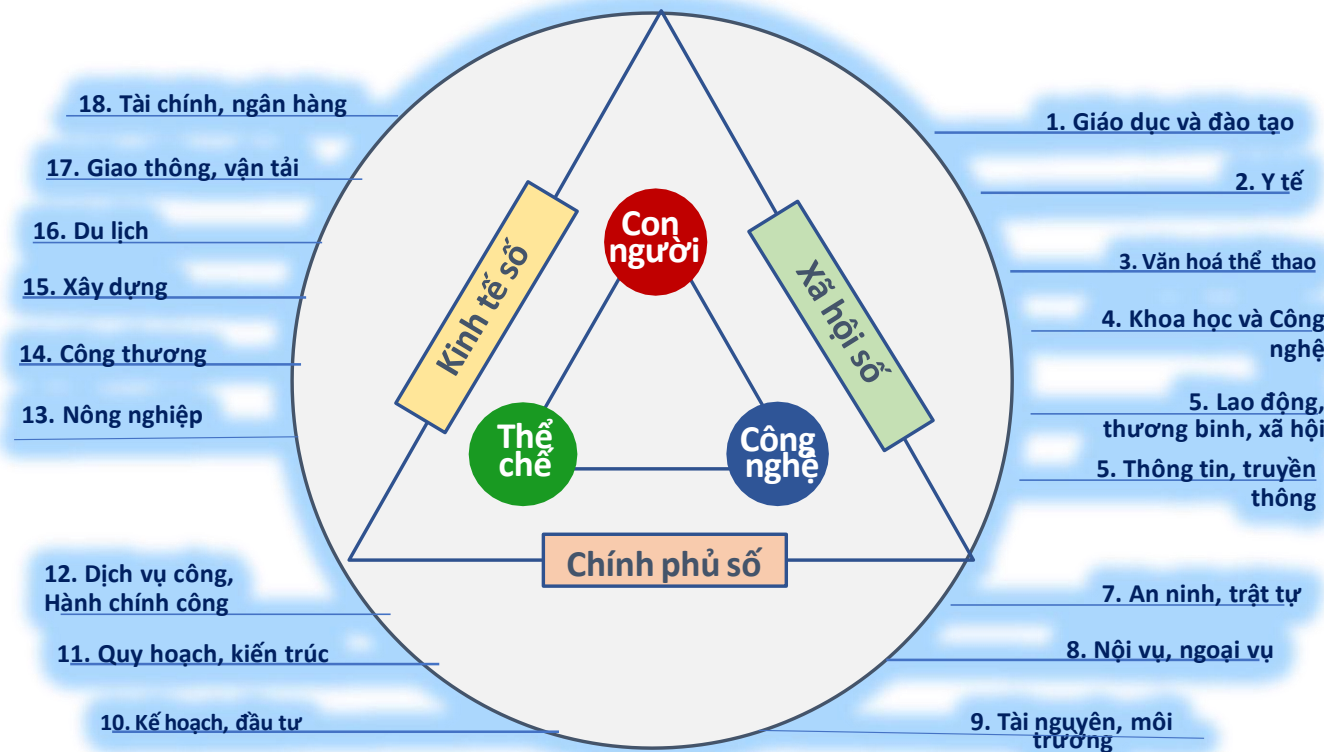 18. Tài chính, ngân hàng
17. Giao thông, vận tải
16. Du lịch
15. Xây dựng
14. Công thương
13. Nông nghiệp
12. Dịch vụ công,
Hành chính công
11. Quy hoạch, kiến trúc
10. Kế hoạch, đầu tư
Kinh tế số
Con
người
Xã hội số
Thể
chế
Công
nghệ
Chính phủ số
1. Giáo dục và đào tạo
2. Y tế
3. Văn hoá thể thao
4. Khoa học và Công
nghệ
5. Lao động,
thương binh, xã hội
5. Thông tin, truyền
thông
7. An ninh, trật tự
8. Nội vụ, ngoại vụ
9. Tài nguyên, môi
trường